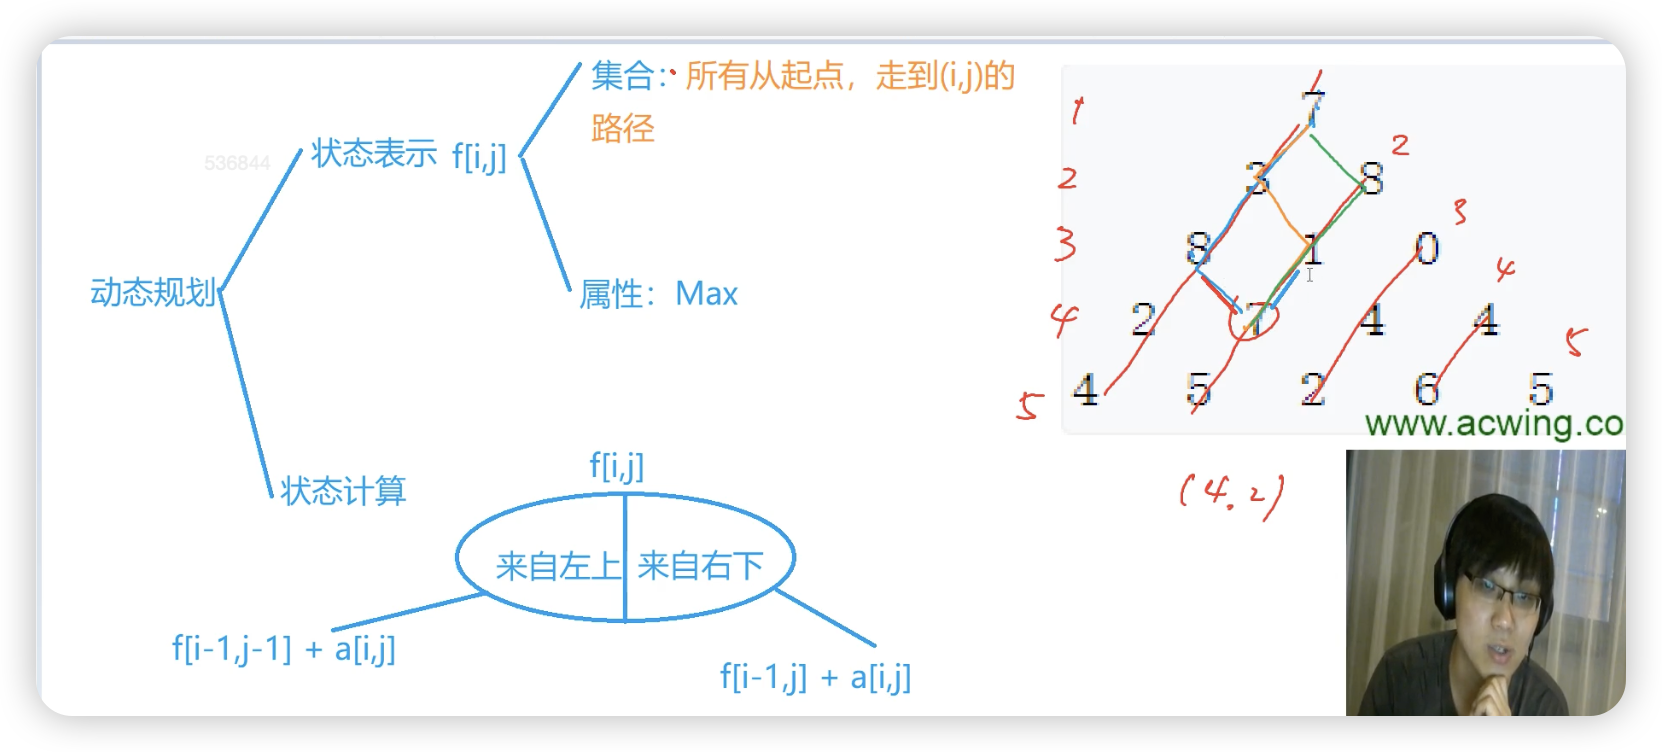 集合：所有从起点，走到(i,j)的
路径
536844
状态表示 f[i,j]
动态规划
属性：Max
状态计算
f[i,j]
来自左上 来自右下
f[i-1,j-1] + a[i,j]
f[i-1,j] + a[i,j]
1 7
2 3 8 2
3 8 1 0 3
4 2 7 4 4 4
5 4 5 2 6 5 5
www.acwing.co
(4.2)